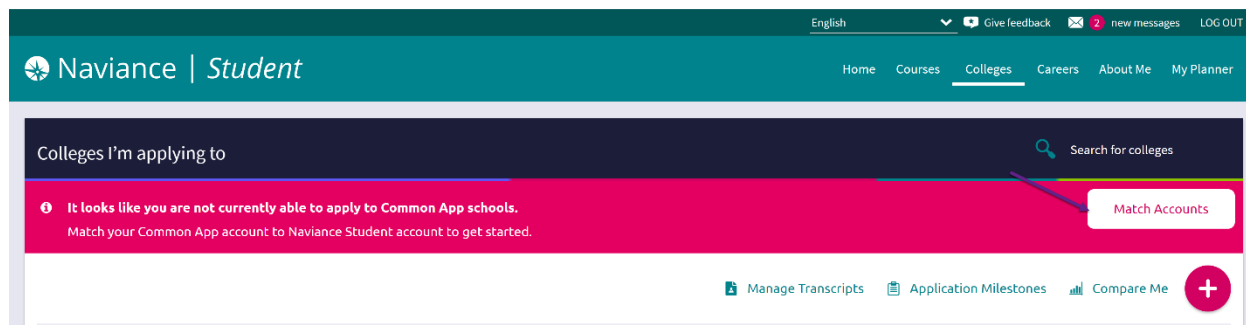 English Give feedback 2 new messages LOG OUT
Naviance | Student Home Courses Colleges Careers About Me My Planner
Colleges I'm applying to Search for colleges
It looks like you are not currently able to apply to Common App schools.
Match your Common App account to Naviance Student account to get started.
Match Accounts
Manage Transcripts Application Milestones Compare Me +